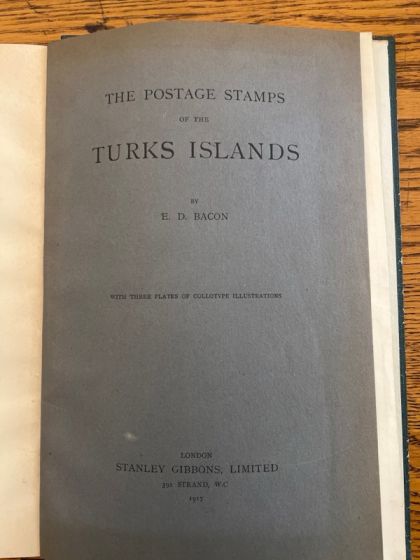 THE POSTAGE STAMPS
OF THE
TURKS ISLANDS
BY
E. D. BACON
WITH THREE PLATES OF COLLOTYPE ILLUSTRATIONS
LONDON
STANLEY GIBBONS, LIMITED
391 STRAND, W.C
1917